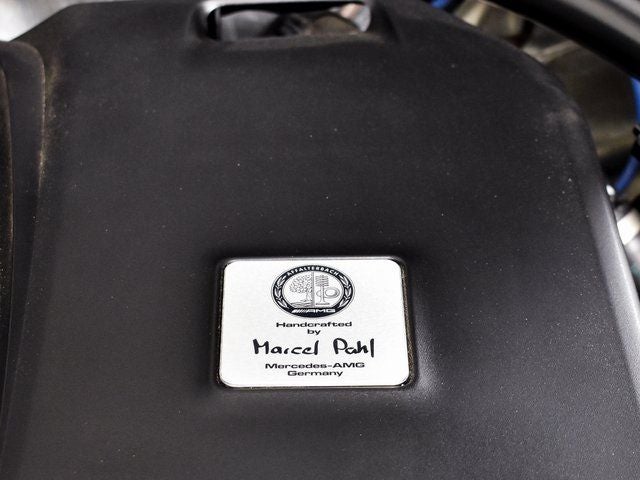 AFFALTERBACH
AMG
Handcrafted
by
Marcel Pahl
Mercedes-AMG
Germany